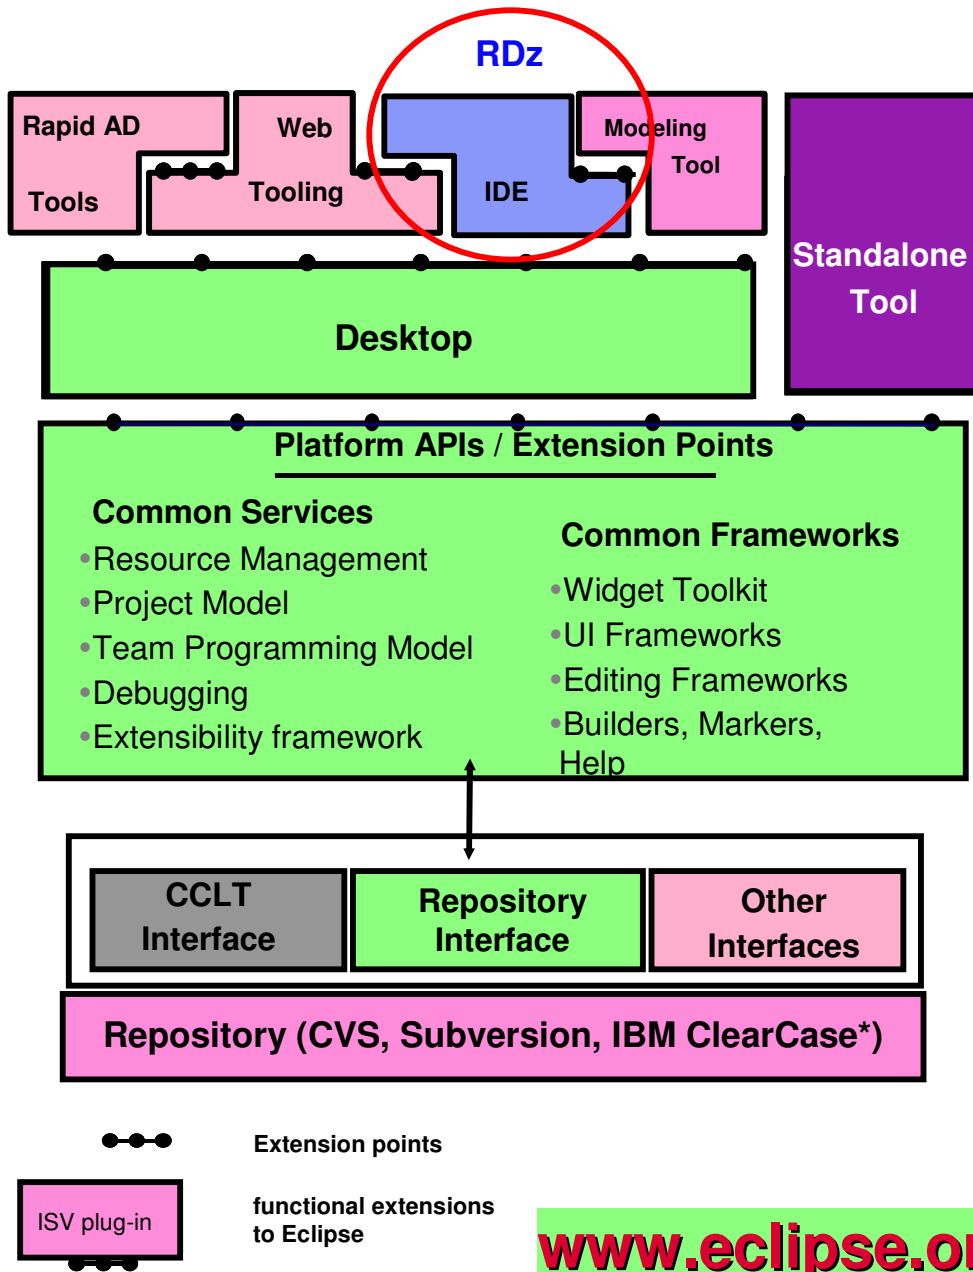 RDz
Rapid AD
Tools
Web
Tooling
IDE
Modeling
Tool
Standalone
Tool
Desktop
Platform APIs / Extension Points
Common Services
•Resource Management
•Project Model
•Team Programming Model
•Debugging
•Extensibility framework
Common Frameworks
•Widget Toolkit
•UI Frameworks
•Editing Frameworks
•Builders, Markers,
Help
CCLT
Interface
Repository
Interface
Other
Interfaces
Repository (CVS, Subversion, IBM ClearCase*)
Extension points
ISV plug-in
functional extensions
to Eclipse
www.eclipse.or